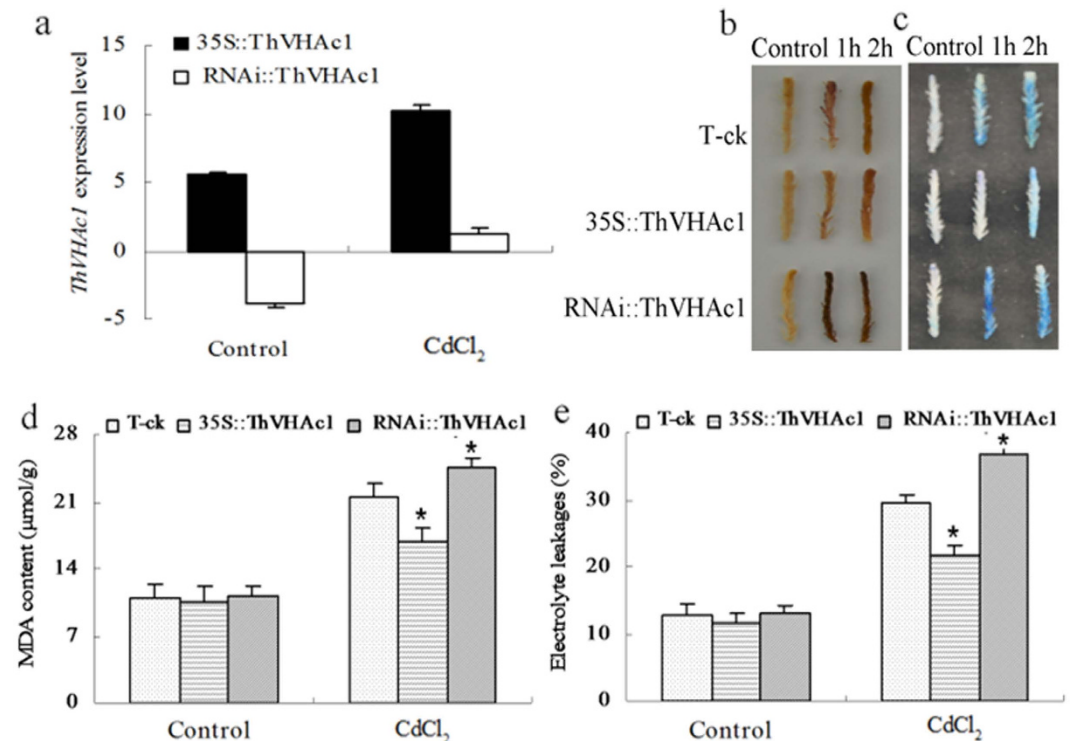 a
15
10
5
0
-5
ThVHAc1 expression level
35S::ThVHAc1
RNAi::ThVHAc1
Control
CdCl₂
b
c
Control 1h 2h
Control 1h 2h
T-ck
35S::ThVHAc1
RNAi::ThVHAc1
d
T-ck 35S::ThVHAc1 RNAi::ThVHAc1
28
21
14
7
0
MDA content (μmol/g)
*
*
Control
CdCl₂
e
T-ck 35S::ThVHAc1 RNAi::ThVHAc1
40
30
20
10
0
Electrolyte leakages (%)
*
*
Control
CdCl₂